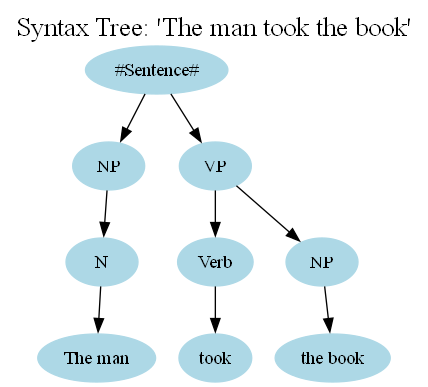 Syntax Tree: 'The man took the book'
#Sentence#
NP VP
N Verb NP
The man took the book